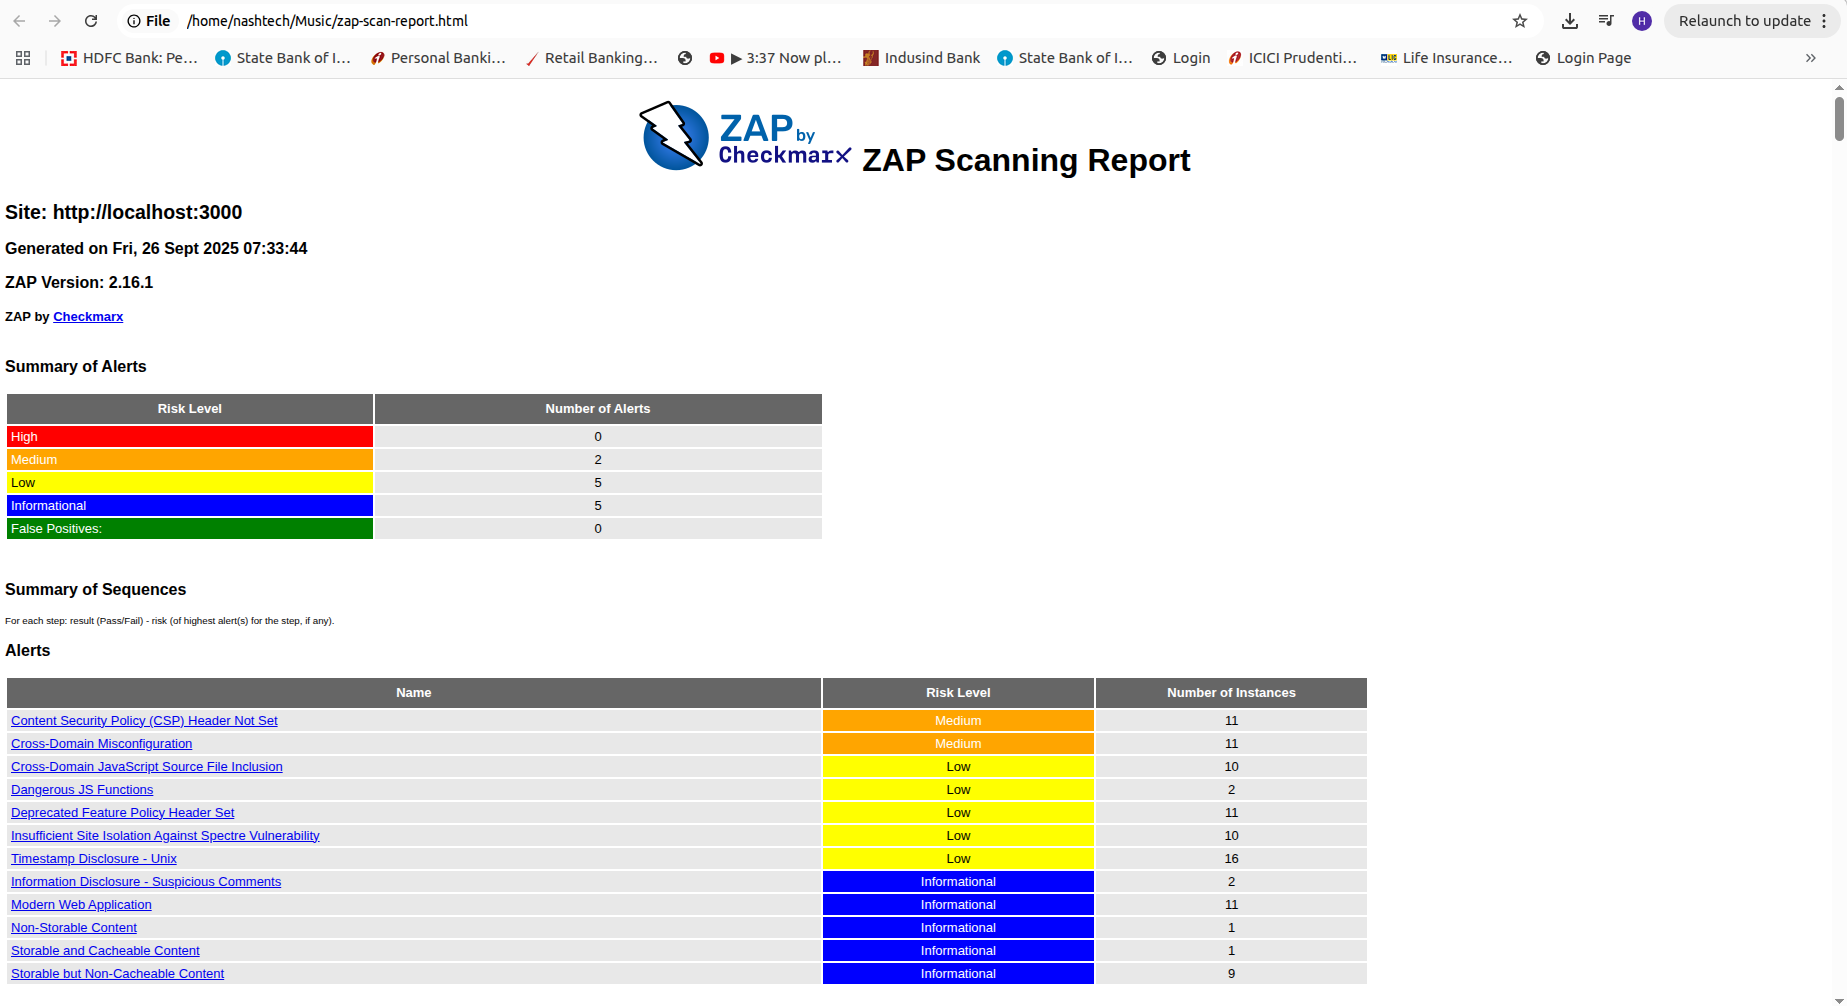 File /home/nashtech/Music/zap-scan-report.html H Relaunch to update
HDFC Bank: Pe... State Bank of I... Personal Banki... Retail Banking... ▶ 3:37 Now pl... Indusind Bank State Bank of I... Login ICICI Prudenti... LIC Life Insurance... Login Page »
ZAP by
Checkmarx ZAP Scanning Report
Site: http://localhost:3000
Generated on Fri, 26 Sept 2025 07:33:44
ZAP Version: 2.16.1
ZAP by Checkmarx
Summary of Alerts
Risk Level Number of Alerts
High 0
Medium 2
Low 5
Informational 5
False Positives: 0
Summary of Sequences
For each step: result (Pass/Fail) - risk (of highest alert(s) for the step, if any).
Alerts
Name Risk Level Number of Instances
Content Security Policy (CSP) Header Not Set Medium 11
Cross-Domain Misconfiguration Medium 11
Cross-Domain JavaScript Source File Inclusion Low 10
Dangerous JS Functions Low 2
Deprecated Feature Policy Header Set Low 11
Insufficient Site Isolation Against Spectre Vulnerability Low 10
Timestamp Disclosure - Unix Low 16
Information Disclosure - Suspicious Comments Informational 2
Modern Web Application Informational 11
Non-Storable Content Informational 1
Storable and Cacheable Content Informational 1
Storable but Non-Cacheable Content Informational 9